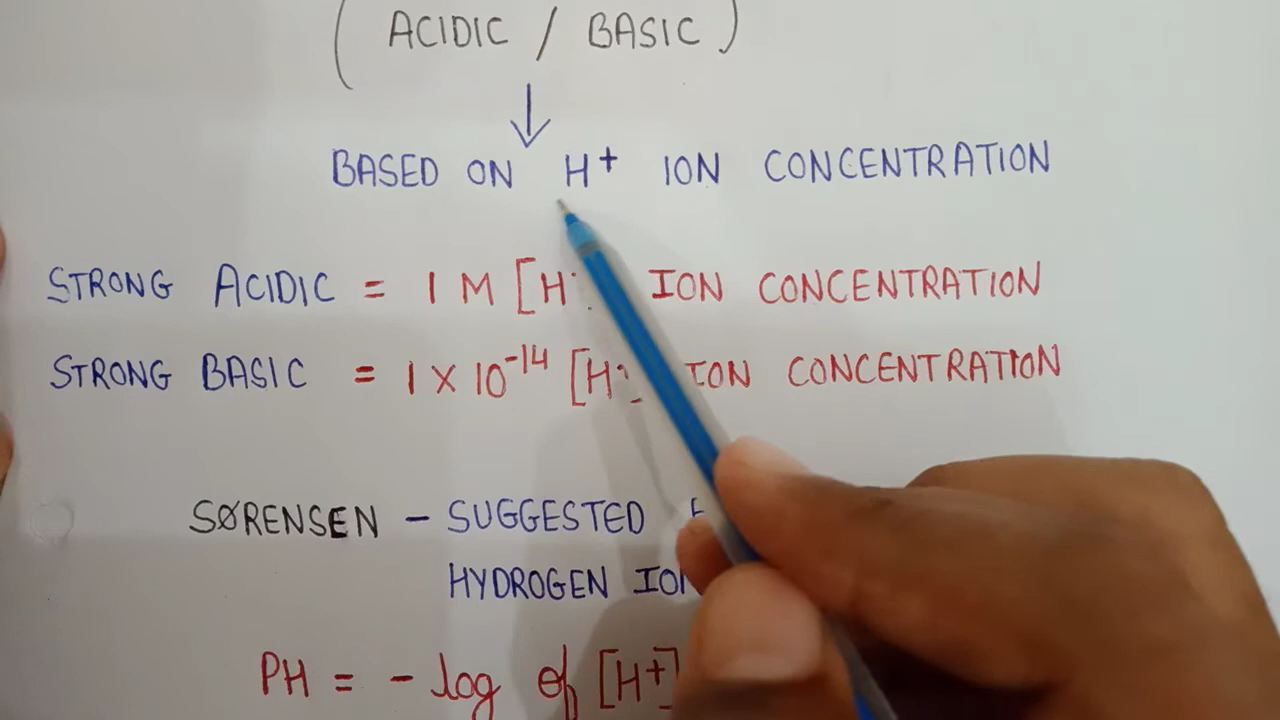 ( ACIDIC / BASIC )
BASED ON H+ ION CONCENTRATION
STRONG ACIDIC = 1 M [H ION CONCENTRATION
STRONG BASIC = 1 X 10⁻¹⁴ [H ] ION CONCENTRATION
SØRENSEN - SUGGESTED
HYDROGEN
PH = - log of [H+]